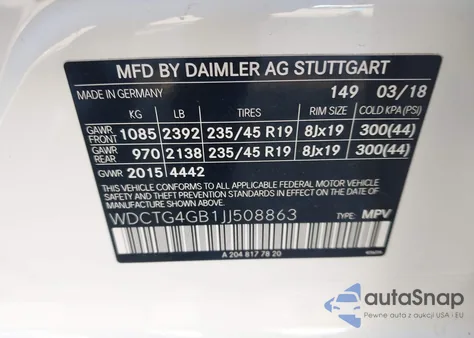 MFD BY DAIMLER AG STUTTGART
MADE IN GERMANY 149 03/18
KG LB TIRES RIM SIZE COLD KPA (PSI)
GAWR FRONT 1085 2392 235/45 R19 8Jx19 300(44)
GAWR REAR 970 2138 235/45 R19 8Jx19 300(44)
GVWR 2015 4442
THIS VEHICLE CONFORMS TO ALL APPLICABLE FEDERAL MOTOR VEHICLE
SAFETY AND THEFT PREVENTION STANDARDS IN EFFECT ON THE DATE OF
MANUFACTURE SHOWN ABOVE.
WDCTG4GB1JJ508863 TYPE: MPV
A 204 817 78 20
autoSnap
Pewne auta z USA i EU